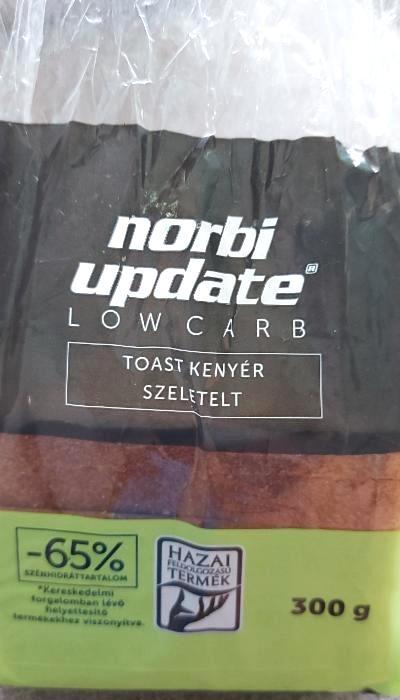 norbi
update®
LOW CARB
TOAST KENYÉR
SZELETELT
-65%
SZÉNHIDRÁTTARTALOM
*Kereskedelmi
forgalomban lévő
helyettesítő
termékekhez viszonyítva.
HAZAI
FELDOLGOZÁSÚ
TERMÉK
300 g